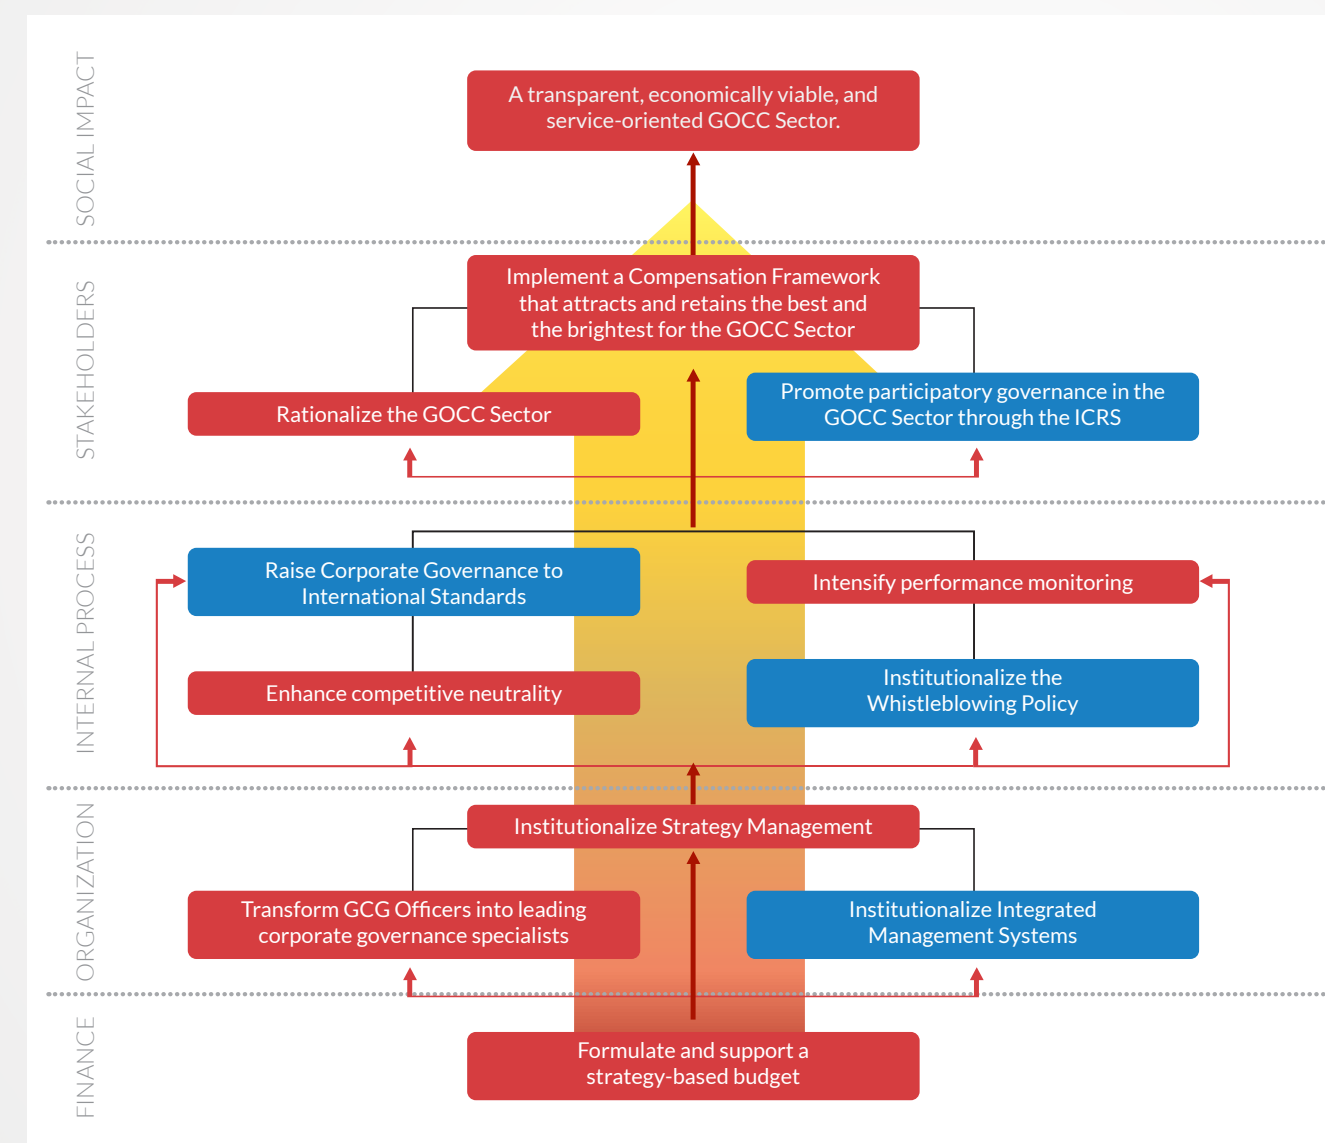 SOCIAL IMPACT
A transparent, economically viable, and
service-oriented GOCC Sector.
STAKEHOLDERS
Implement a Compensation Framework
that attracts and retains the best and
the brightest for the GOCC Sector
Rationalize the GOCC Sector
Promote participatory governance in the
GOCC Sector through the ICRS
INTERNAL PROCESS
Raise Corporate Governance to
International Standards
Intensify performance monitoring
Enhance competitive neutrality
Institutionalize the
Whistleblowing Policy
ORGANIZATION
Institutionalize Strategy Management
Transform GCG Officers into leading
corporate governance specialists
Institutionalize Integrated
Management Systems
FINANCE
Formulate and support a
strategy-based budget